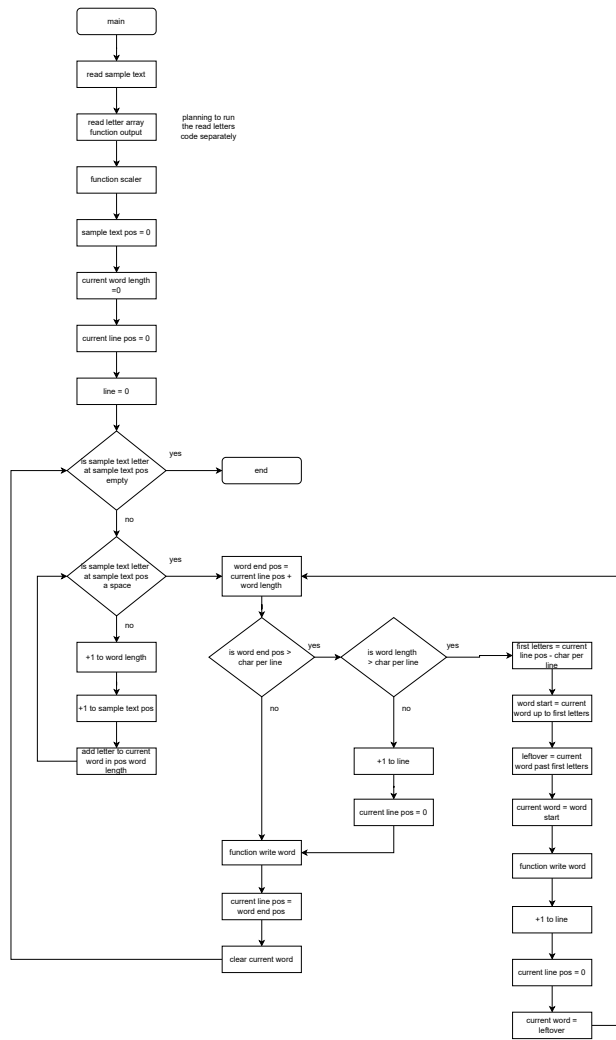 main
read sample text
read letter array
function output
planning to run
the read letters
code separately
function scaler
sample text pos = 0
current word length
=0
current line pos = 0
line = 0
is sample text letter
at sample text pos
empty
yes
end
no
is sample text letter
at sample text pos
a space
yes
word end pos =
current line pos +
word length
no
+1 to word length
+1 to sample text pos
add letter to current
word in pos word
length
is word end pos >
char per line
yes
is word length
> char per line
yes
first letters = current
line pos - char per
line
no
no
word start = current
word up to first letters
leftover = current
word past first letters
+1 to line
current line pos = 0
current word = word
start
function write word
function write word
current line pos =
word end pos
clear current word
+1 to line
current line pos = 0
current word =
leftover